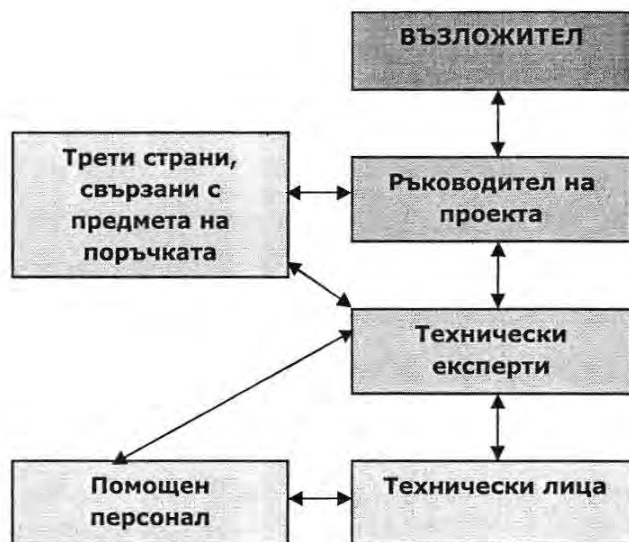 ВЪЗЛОЖИТЕЛ
Трети страни,
свързани с
предмета на
поръчката
Ръководител на
проекта
Технически
експерти
Помощен
персонал
Технически лица